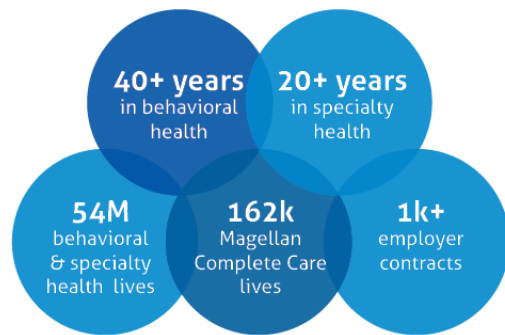 40+ years
in behavioral
health
20+ years
in specialty
health
54M
behavioral
& specialty
health lives
162k
Magellan
Complete Care
lives
1k+
employer
contracts